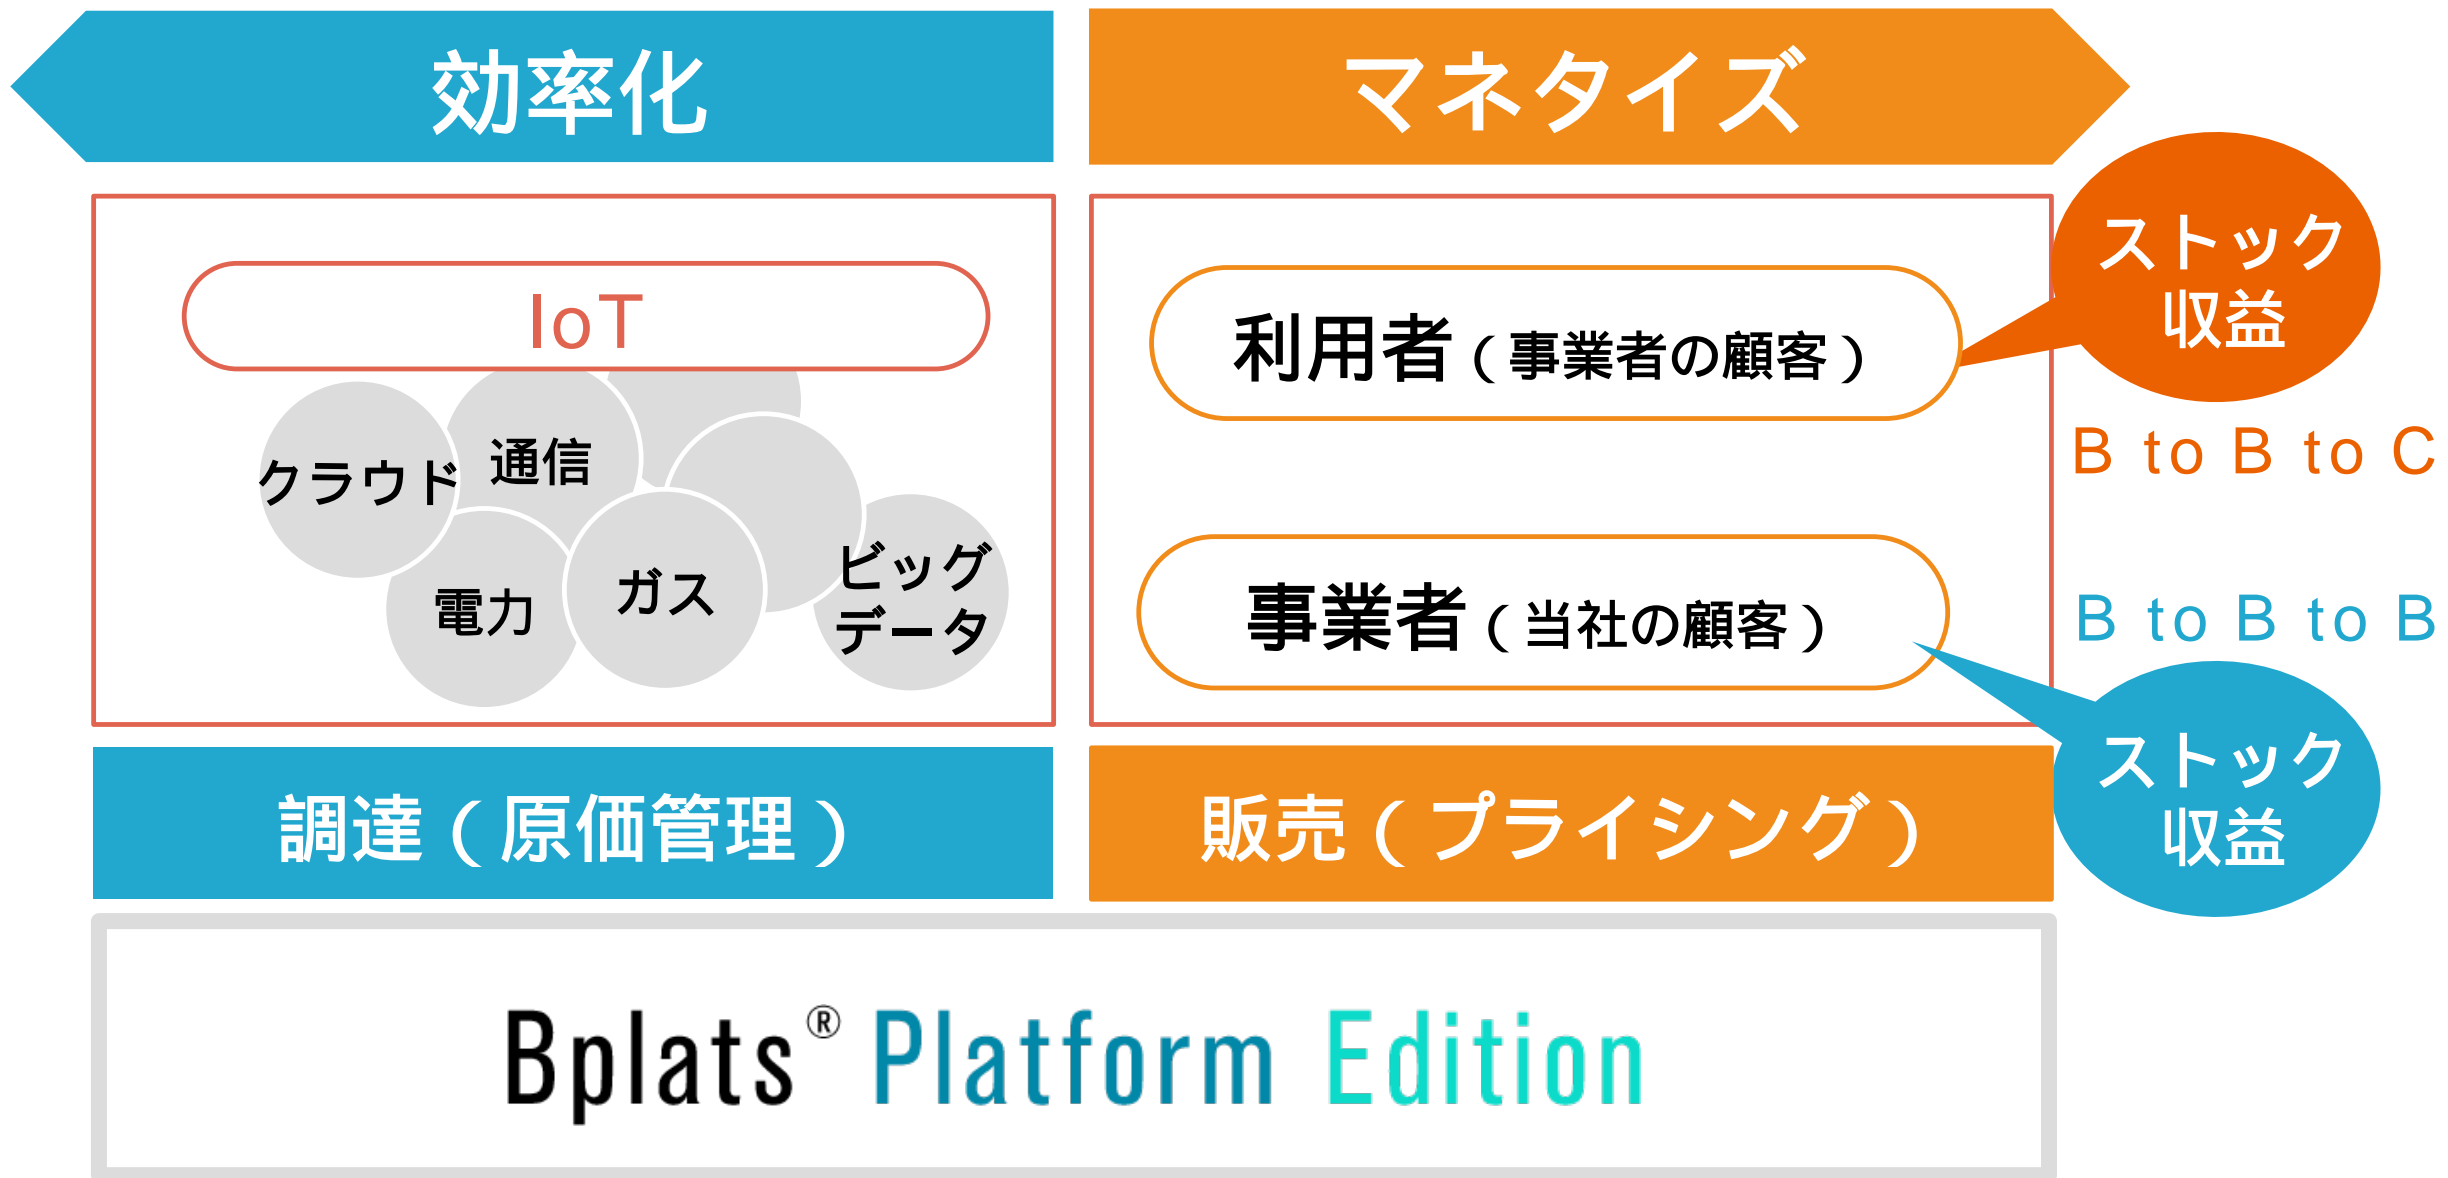 効率化
マネタイズ
IoT
クラウド
通信
電力
ガス
ビッグ
データ
利用者（事業者の顧客）
ストック
収益
B to B to C
事業者（当社の顧客）
B to B to B
ストック
収益
調達（原価管理）
販売（プライシング）
Bplats® Platform Edition